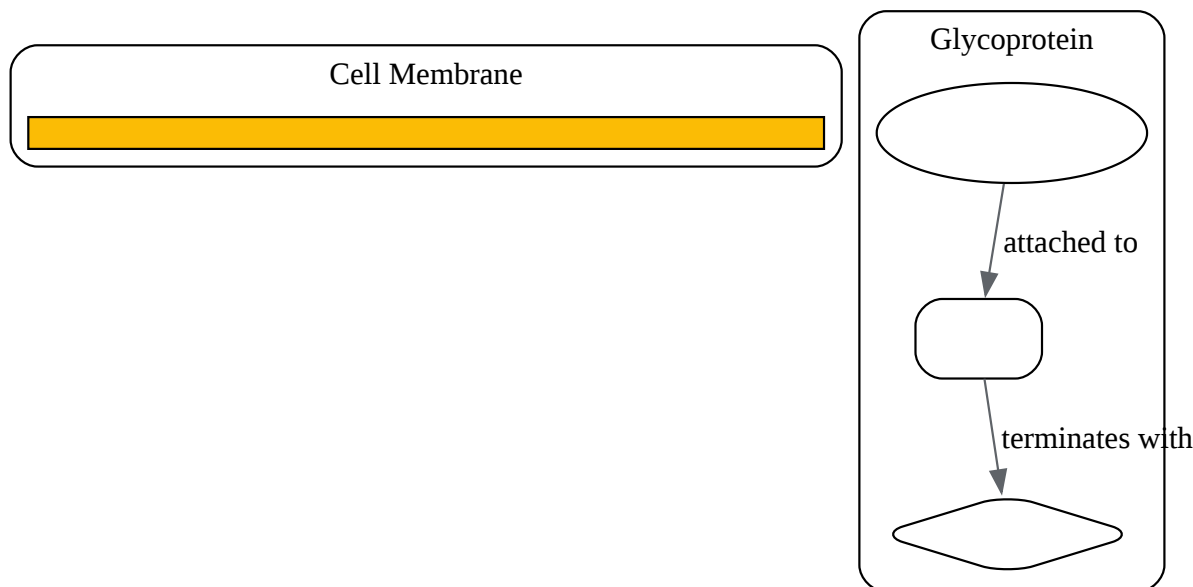 Cell Membrane
Glycoprotein
attached to
terminates with